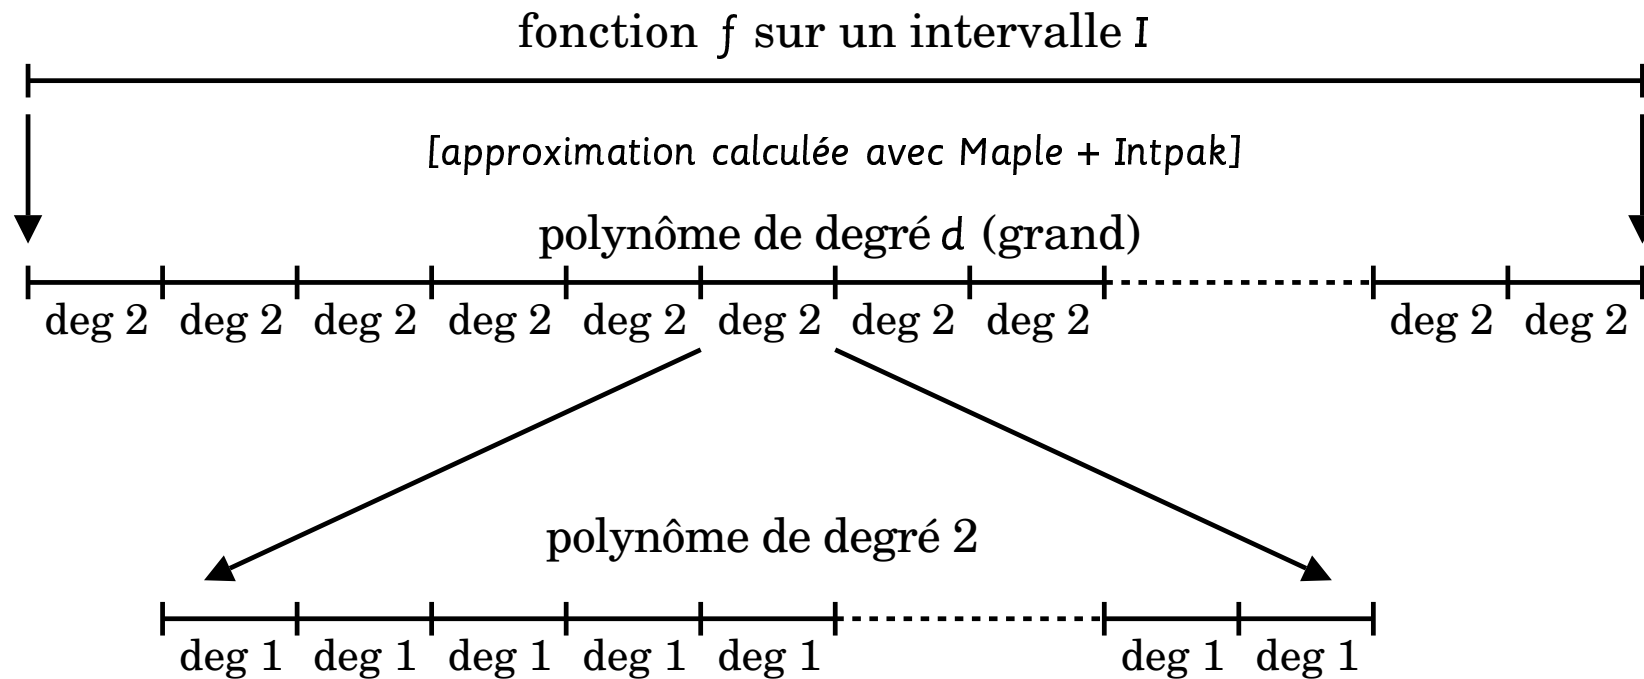 fonction f sur un intervalle I
[approximation calculée avec Maple + Intpak]
polynôme de degré d (grand)
deg 2 deg 2 deg 2 deg 2 deg 2 deg 2 deg 2 deg 2 deg 2 deg 2
polynôme de degré 2
deg 1 deg 1 deg 1 deg 1 deg 1 deg 1 deg 1